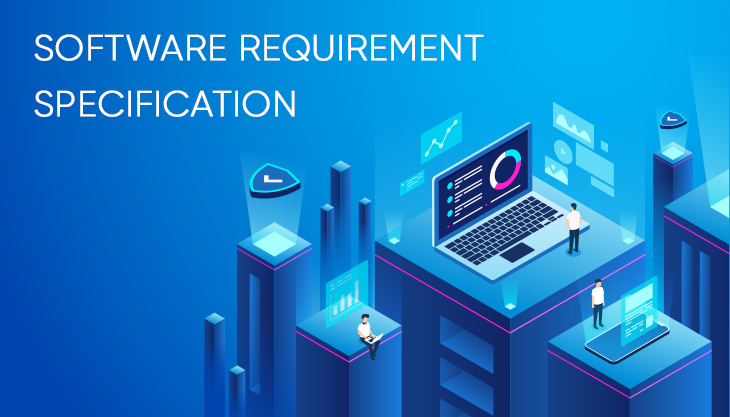 SOFTWARE REQUIREMENT
SPECIFICATION